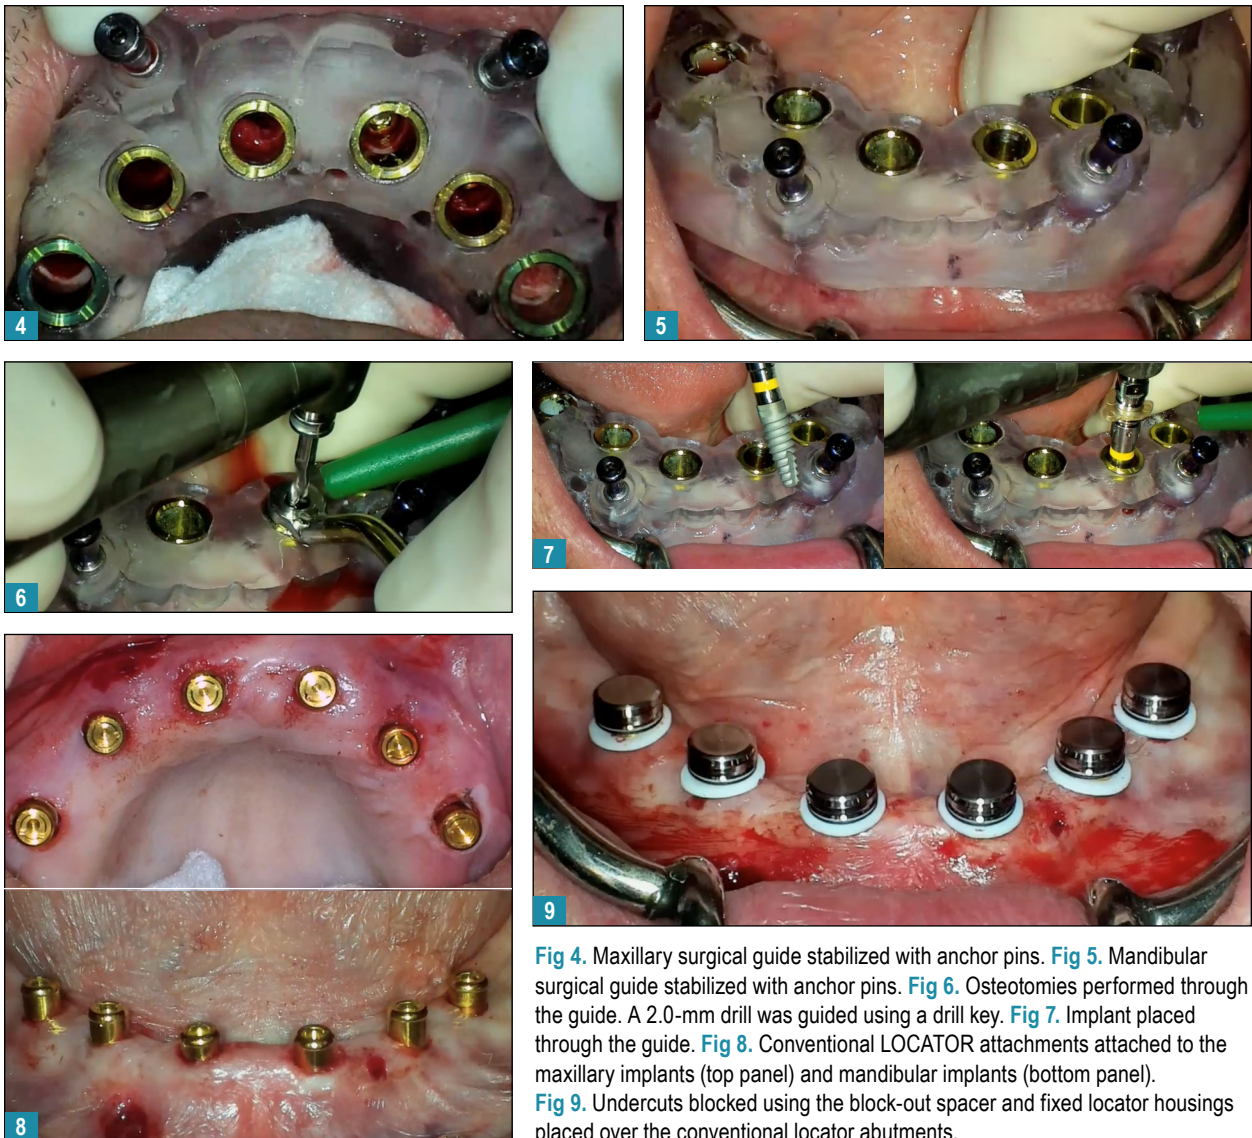 4
5
6
7
8
9
Fig 4. Maxillary surgical guide stabilized with anchor pins. Fig 5. Mandibular
surgical guide stabilized with anchor pins. Fig 6. Osteotomies performed through
the guide. A 2.0-mm drill was guided using a drill key. Fig 7. Implant placed
through the guide. Fig 8. Conventional LOCATOR attachments attached to the
maxillary implants (top panel) and mandibular implants (bottom panel).
Fig 9. Undercuts blocked using the block-out spacer and fixed locator housings
placed over the conventional locator abutments.